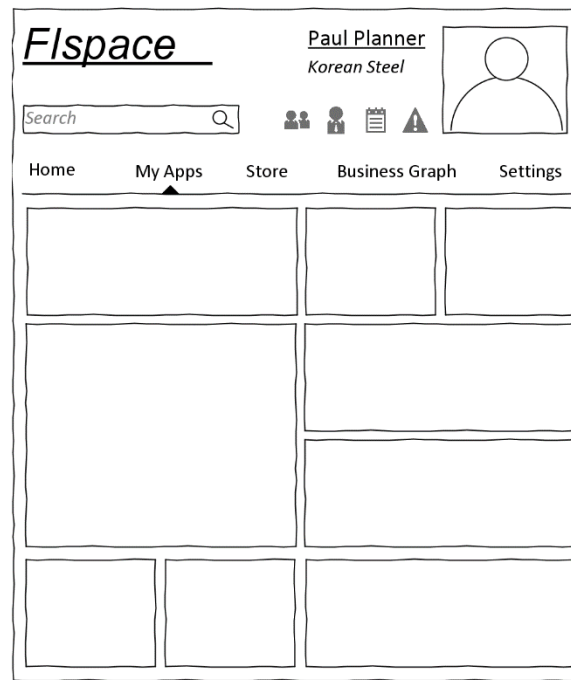 FIspace
Paul Planner
Korean Steel
Search
Home My Apps Store Business Graph Settings